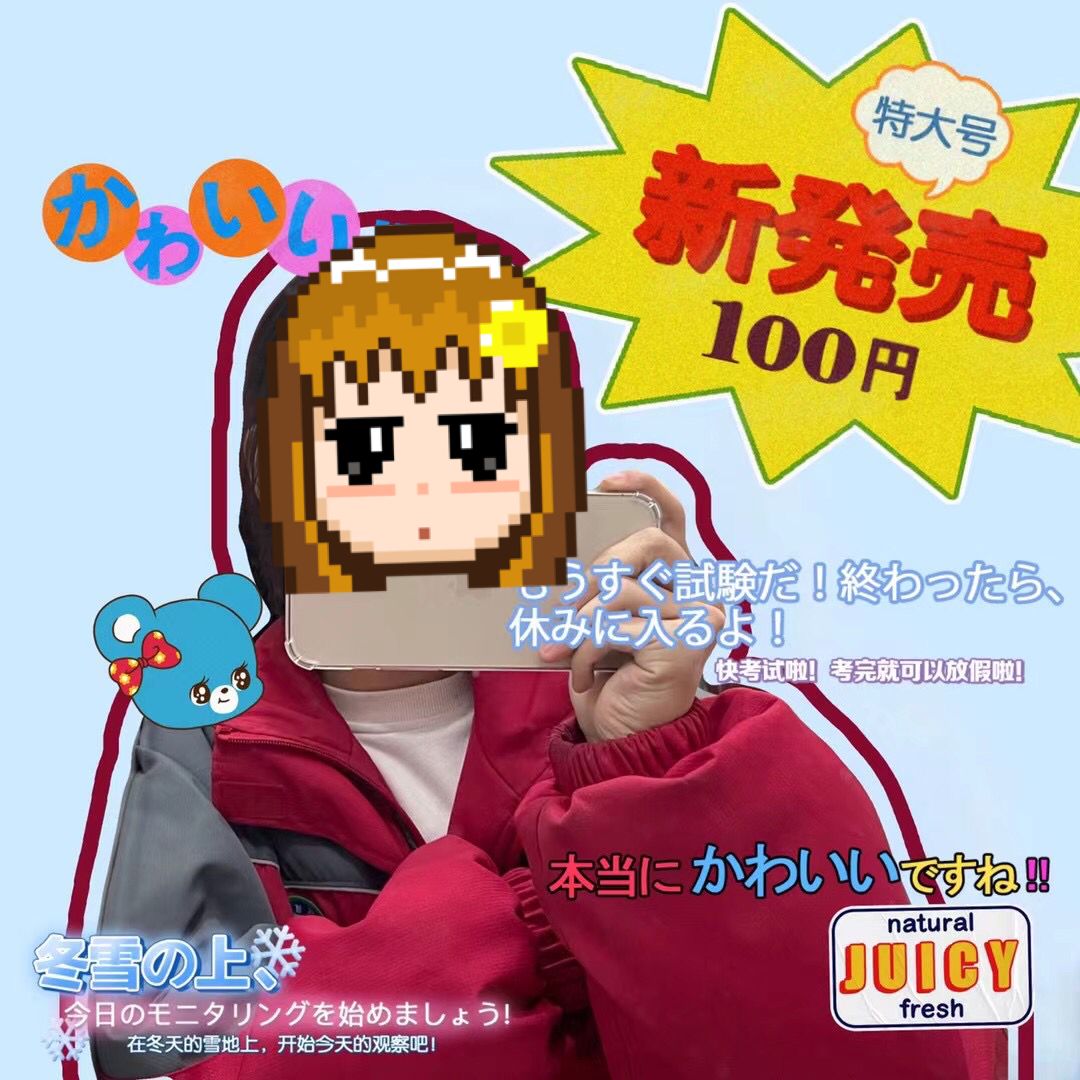 特大号
新発売
100円
かわいい
もうすぐ試験だ！終わったら、
休みに入るよ！
快考试啦！考完就可以放假啦！
本当にかわいいですね!!
natural
JUICY
fresh
冬雪の上、
今日のモニタリングを始めましょう!
在冬天的雪地上，开始今天的观察吧！